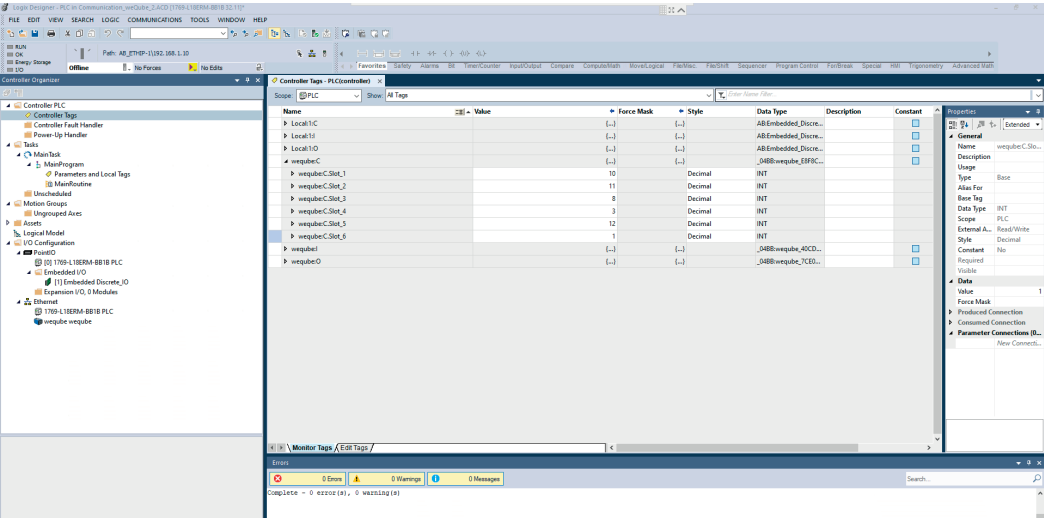 Logix Designer - PLC in Communication_weQube_2.ACD [1769-L18ERM-BB1B 32.11]*
FILE EDIT VIEW SEARCH LOGIC COMMUNICATIONS TOOLS WINDOW HELP
RUN
OK
Energy Storage
I/O
Path: AB_ETHIP-1\192.168.1.10
Offline No Forces No Edits
Favorites Safety Alarms Bit Timer/Counter Input/Output Compare Compute/Math Move/Logical File/Misc. File/Shift Sequencer Program Control For/Break Special HMI Trigonometry Advanced Math
Controller Organizer
Controller PLC
Controller Tags
Controller Fault Handler
Power-Up Handler
Tasks
MainTask
MainProgram
Parameters and Local Tags
MainRoutine
Unscheduled
Motion Groups
Ungrouped Axes
Assets
Logical Model
I/O Configuration
PointIO
[0] 1769-L18ERM-BB1B PLC
Embedded I/O
[1] Embedded Discrete_IO
Expansion I/O, 0 Modules
Ethernet
1769-L18ERM-BB1B PLC
weqube weqube
Controller Tags - PLC(controller) ×
Scope: PLC Show: All Tags Enter Name Filter...
Name Value Force Mask Style Data Type Description Constant
Local:1:C {...} {...} AB:Embedded_Discre...
Local:1:I {...} {...} AB:Embedded_Discre...
Local:1:O {...} {...} AB:Embedded_Discre...
weqube:C {...} {...} _04BB:weqube_E8F8C...
weqube:C.Slot_1 10 Decimal INT
weqube:C.Slot_2 11 Decimal INT
weqube:C.Slot_3 8 Decimal INT
weqube:C.Slot_4 3 Decimal INT
weqube:C.Slot_5 12 Decimal INT
weqube:C.Slot_6 1 Decimal INT
weqube:I {...} {...} _04BB:weqube_40CD...
weqube:O {...} {...} _04BB:weqube_7CE0...
Monitor Tags Edit Tags
Properties
Extended
General
Name weqube:C.Slo...
Description
Usage
Type Base
Alias For
Base Tag
Data Type INT
Scope PLC
External A... Read/Write
Style Decimal
Constant No
Required
Visible
Data
Value 1
Force Mask
Produced Connection
Consumed Connection
Parameter Connections (0...
New Connecti...
Errors
0 Errors 0 Warnings 0 Messages Search...
Complete - 0 error(s), 0 warning(s)